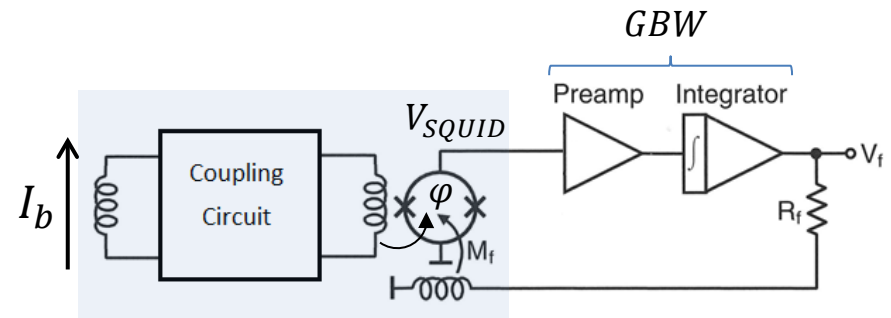 GBW
Preamp Integrator
V_SQUID
∫
V_f
Coupling
Circuit
φ
I_b
R_f
M_f